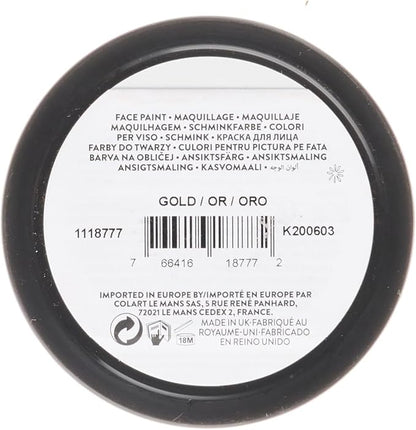 FACE PAINT • MAQUILLAGE • MAQUILLAJE
MAQUILHAGEM • SCHMINKFARBE • COLORI
PER VISO • SCHMINK • КРАСКА ДЛЯ ЛИЦА
FARBY DO TWARZY • CULORI PENTRU PICTURA PE FATA
BARVA NA OBLIČEJ • ANSIKTSFÄRG • ANSIKTSMALING
ANSIGTSMALING • KASVOMAALI • ألوان الوجه
GOLD / OR / ORO
1118777
K200603
7 66416 18777 2
IMPORTED IN EUROPE BY/IMPORTÉ EN EUROPE PAR
COLART LE MANS SAS, 5 RUE RENÉ PANHARD,
72021 LE MANS CEDEX 2, FRANCE.
18M
MADE IN UK•FABRIQUÉ AU
ROYAUME-UNI•FABRICADO
EN REINO UNIDO